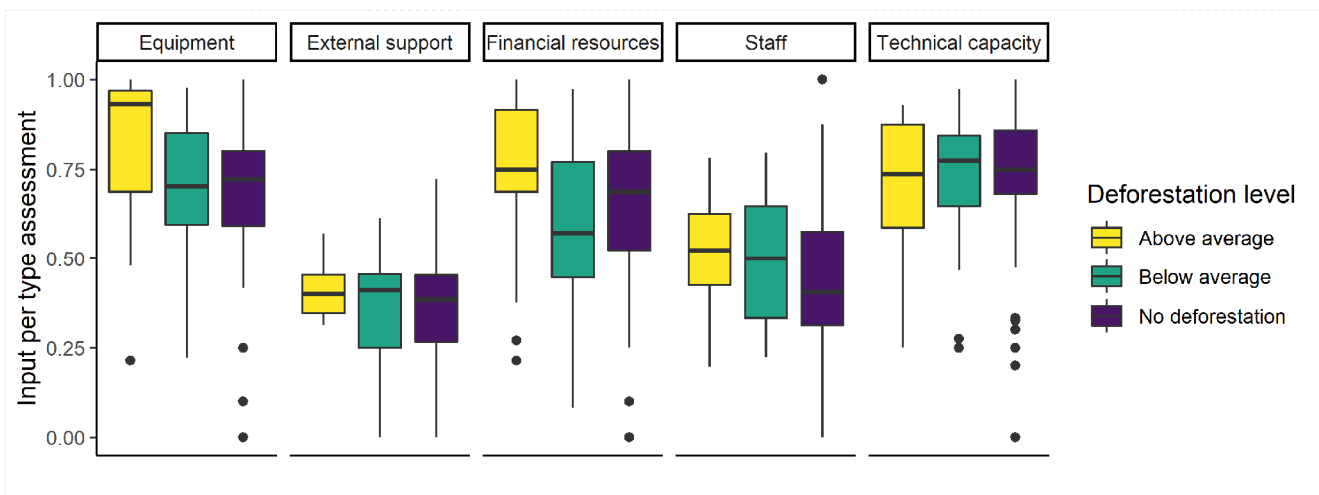 Equipment External support Financial resources Staff Technical capacity
Input per type assessment
1.00
0.75
0.50
0.25
0.00
Deforestation level
Above average
Below average
No deforestation